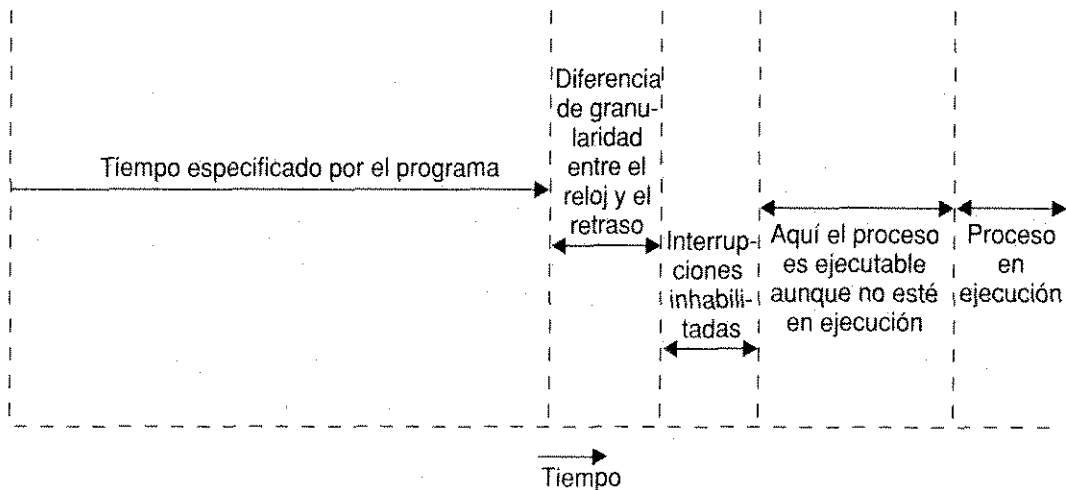 Tiempo especificado por el programa
Diferencia
de granu-
laridad
entre el
reloj y el
retraso
Interrup-
ciones
inhabili-
tadas
Aquí el proceso
es ejecutable
aunque no esté
en ejecución
Proceso
en
ejecución
Tiempo